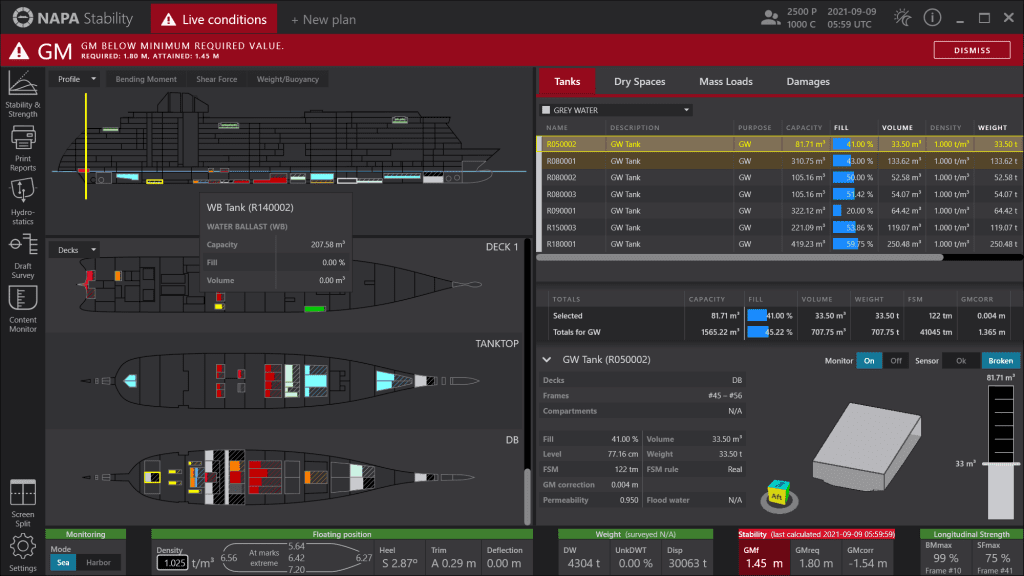 NAPA Stability
Live conditions
+ New plan
2500 P
1000 C
2021-09-09
05:59 UTC
GM
GM BELOW MINIMUM REQUIRED VALUE.
REQUIRED: 1.80 M, ATTAINED: 1.45 M
DISMISS
Stability &
Strength
Print
Reports
Hydro-
statics
Draft
Survey
Content
Monitor
Screen
Split
Settings
Profile
Bending Moment
Shear Force
Weight/Buoyancy
WB Tank (R140002)
WATER BALLAST (WB)
Capacity 207.58 m³
Fill 0.00 %
Volume 0.00 m³
Decks
DECK 1
TANKTOP
DB
Tanks
Dry Spaces
Mass Loads
Damages
GREY WATER
NAME DESCRIPTION PURPOSE CAPACITY FILL VOLUME DENSITY WEIGHT
R050002 GW Tank GW 81.71 m³ 41.00 % 33.50 m³ 1.000 t/m³ 33.50 t
R080001 GW Tank GW 310.75 m³ 43.00 % 133.62 m³ 1.000 t/m³ 133.62 t
R080002 GW Tank GW 105.16 m³ 50.00 % 52.58 m³ 1.000 t/m³ 52.58 t
R080003 GW Tank GW 105.16 m³ 51.42 % 54.07 m³ 1.000 t/m³ 54.07 t
R090001 GW Tank GW 322.12 m³ 20.00 % 64.42 m³ 1.000 t/m³ 64.42 t
R150003 GW Tank GW 221.09 m³ 53.86 % 119.07 m³ 1.000 t/m³ 119.07 t
R180001 GW Tank GW 419.23 m³ 59.75 % 250.48 m³ 1.000 t/m³ 250.48 t
TOTALS CAPACITY FILL VOLUME WEIGHT FSM GMCORR
Selected 81.71 m³ 41.00 % 33.50 m³ 33.50 t 122 tm 0.004 m
Totals for GW 1565.22 m³ 45.22 % 707.75 m³ 707.75 t 41045 tm 1.365 m
GW Tank (R050002)
Monitor On Off Sensor Ok Broken
Decks DB
Frames #45 – #56
Compartments N/A
Fill 41.00 % Volume 33.50 m³
Level 77.16 cm Weight 33.50 t
FSM 122 tm FSM rule Real
GM correction 0.004 m
Permeability 0.950 Flood water N/A
81.71 m³
33 m³
Aft
Monitoring
Mode
Sea
Harbor
Floating position
Density
1.025 t/m³
6.56
At marks
extreme
5.64
6.42
7.20
6.27
Heel
S 2.87°
Trim
A 0.29 m
Deflection
0.00 m
Weight (surveyed N/A)
DW
4304 t
UnkDWT
0.00 %
Disp
30063 t
Stability (last calculated 2021-09-09 05:59:59)
GMf
1.45 m
GMreq
1.80 m
GMcorr
-1.54 m
Longitudinal Strength
BMmax
99 %
Frame #10
SFmax
75 %
Frame #41